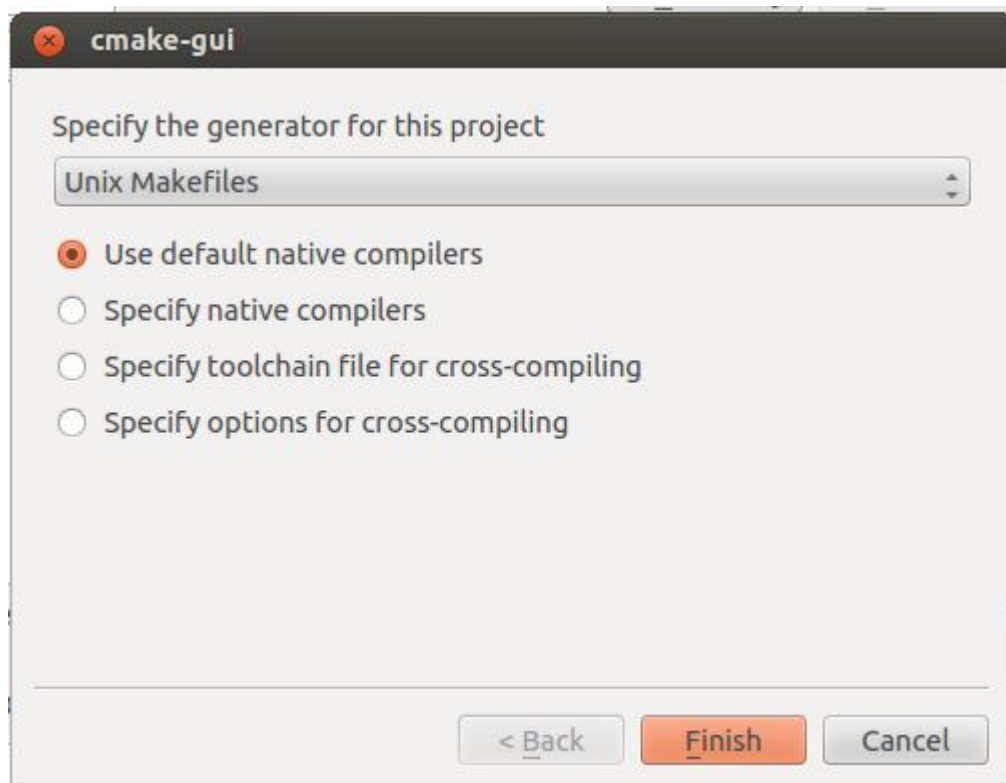 cmake-gui
Specify the generator for this project
Unix Makefiles
Use default native compilers
Specify native compilers
Specify toolchain file for cross-compiling
Specify options for cross-compiling
< Back
Finish
Cancel